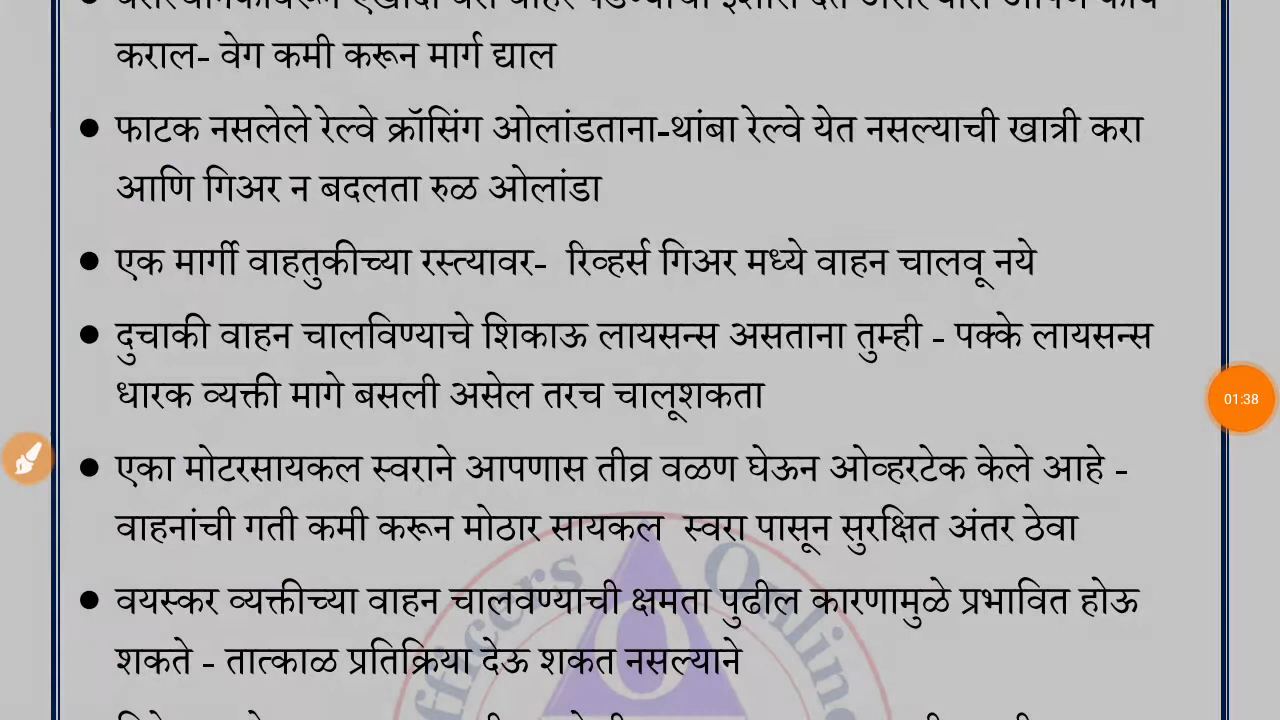 कराल- वेग कमी करून मार्ग द्याल
● फाटक नसलेले रेल्वे क्रॉसिंग ओलांडताना-थांबा रेल्वे येत नसल्याची खात्री करा
आणि गिअर न बदलता रुळ ओलांडा
● एक मार्गी वाहतुकीच्या रस्त्यावर- रिव्हर्स गिअर मध्ये वाहन चालवू नये
● दुचाकी वाहन चालविण्याचे शिकाऊ लायसन्स असताना तुम्ही - पक्के लायसन्स
धारक व्यक्ती मागे बसली असेल तरच चालूशकता
01:38
● एका मोटरसायकल स्वराने आपणास तीव्र वळण घेऊन ओव्हरटेक केले आहे -
वाहनांची गती कमी करून मोठार सायकल स्वरा पासून सुरक्षित अंतर ठेवा
● वयस्कर व्यक्तीच्या वाहन चालवण्याची क्षमता पुढील कारणामुळे प्रभावित होऊ
शकते - तात्काळ प्रतिक्रिया देऊ शकत नसल्याने
fficers Online